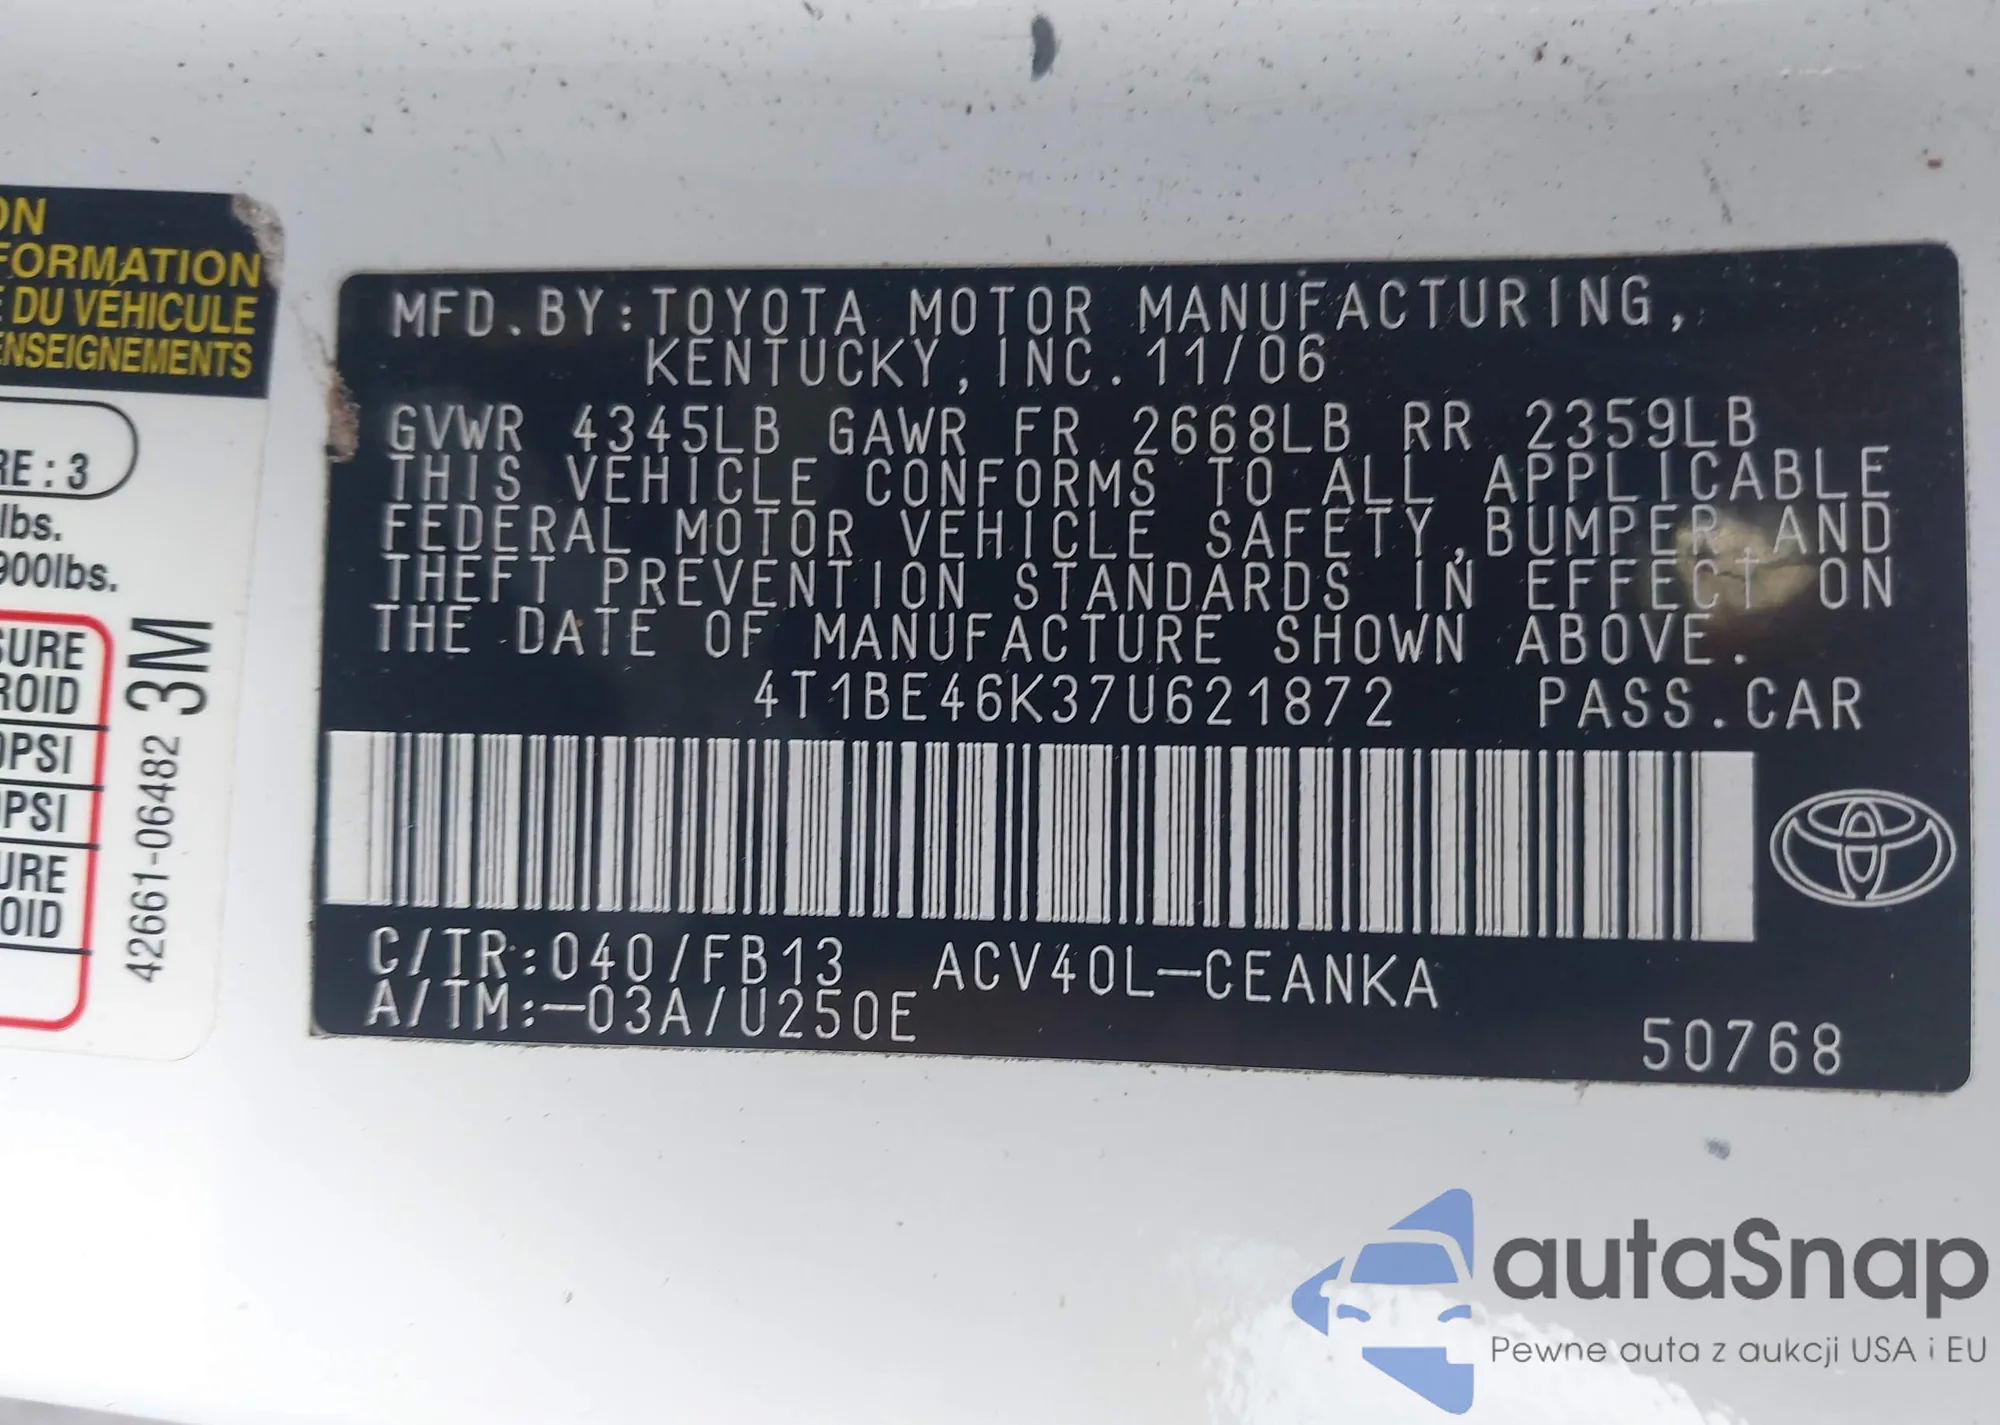 ON
FORMATION
E DU VÉHICULE
ENSEIGNEMENTS
RE : 3
lbs.
900lbs.
SURE
ROID
0PSI
0PSI
URE
OID
42661-06482 3M
MFD.BY:TOYOTA MOTOR MANUFACTURING,
KENTUCKY,INC.11/06
GVWR 4345LB GAWR FR 2668LB RR 2359LB
THIS VEHICLE CONFORMS TO ALL APPLICABLE
FEDERAL MOTOR VEHICLE SAFETY,BUMPER,AND
THEFT PREVENTION STANDARDS IN EFFECT ON
THE DATE OF MANUFACTURE SHOWN ABOVE.
4T1BE46K37U621872 PASS.CAR
C/TR:040/FB13 ACV40L-CEANKA
A/TM:-03A/U250E
50768
autaSnap
Pewne auta z aukcji USA i EU